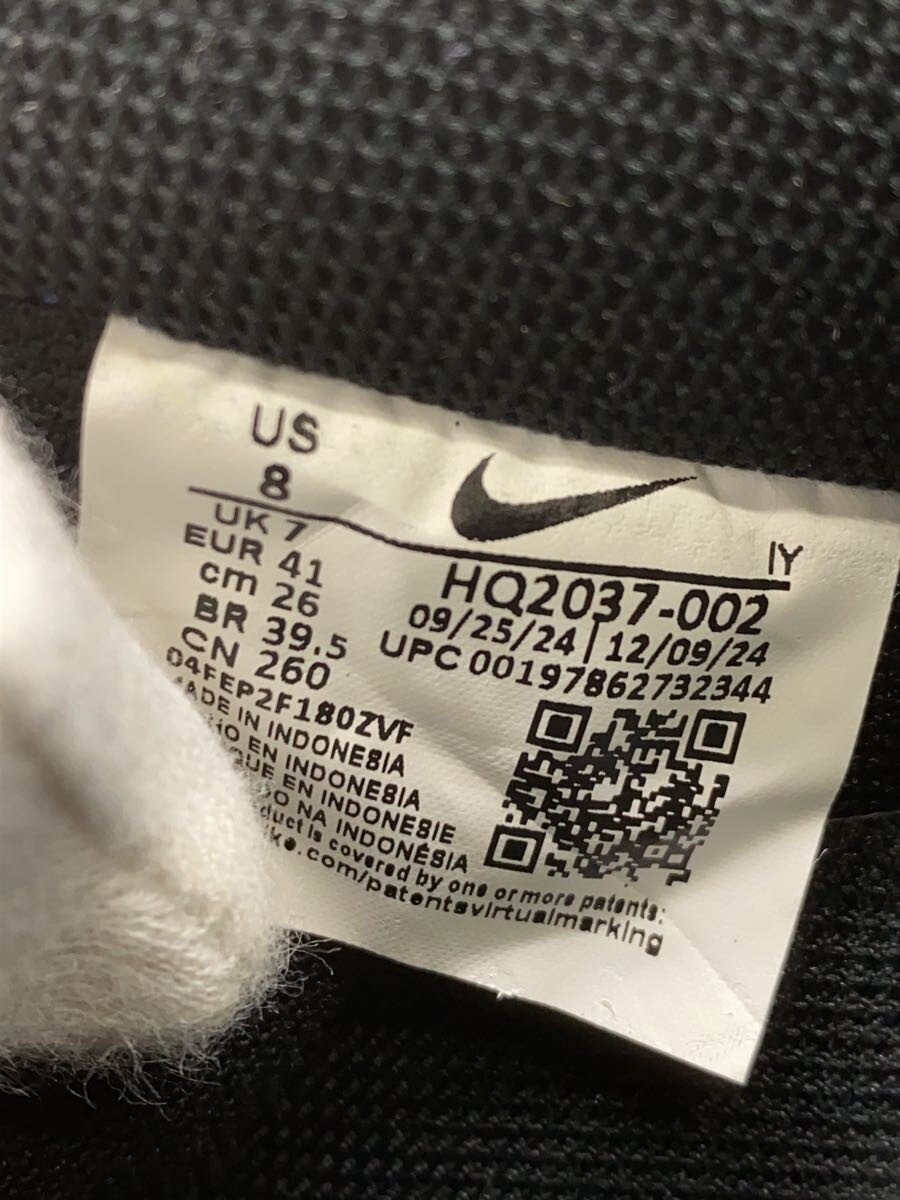 US
8
UK 7
EUR 41
cm 26
BR 39.5
CN 260
04FEP2F180ZVF
IY
HQ2037-002
09/25/24 | 12/09/24
UPC 00197862732344
MADE IN INDONESIA
EN INDONESIA
EN INDONESIE
NA INDONÉSIA
is covered by one or more patents:
.com/patentsvirtualmarking